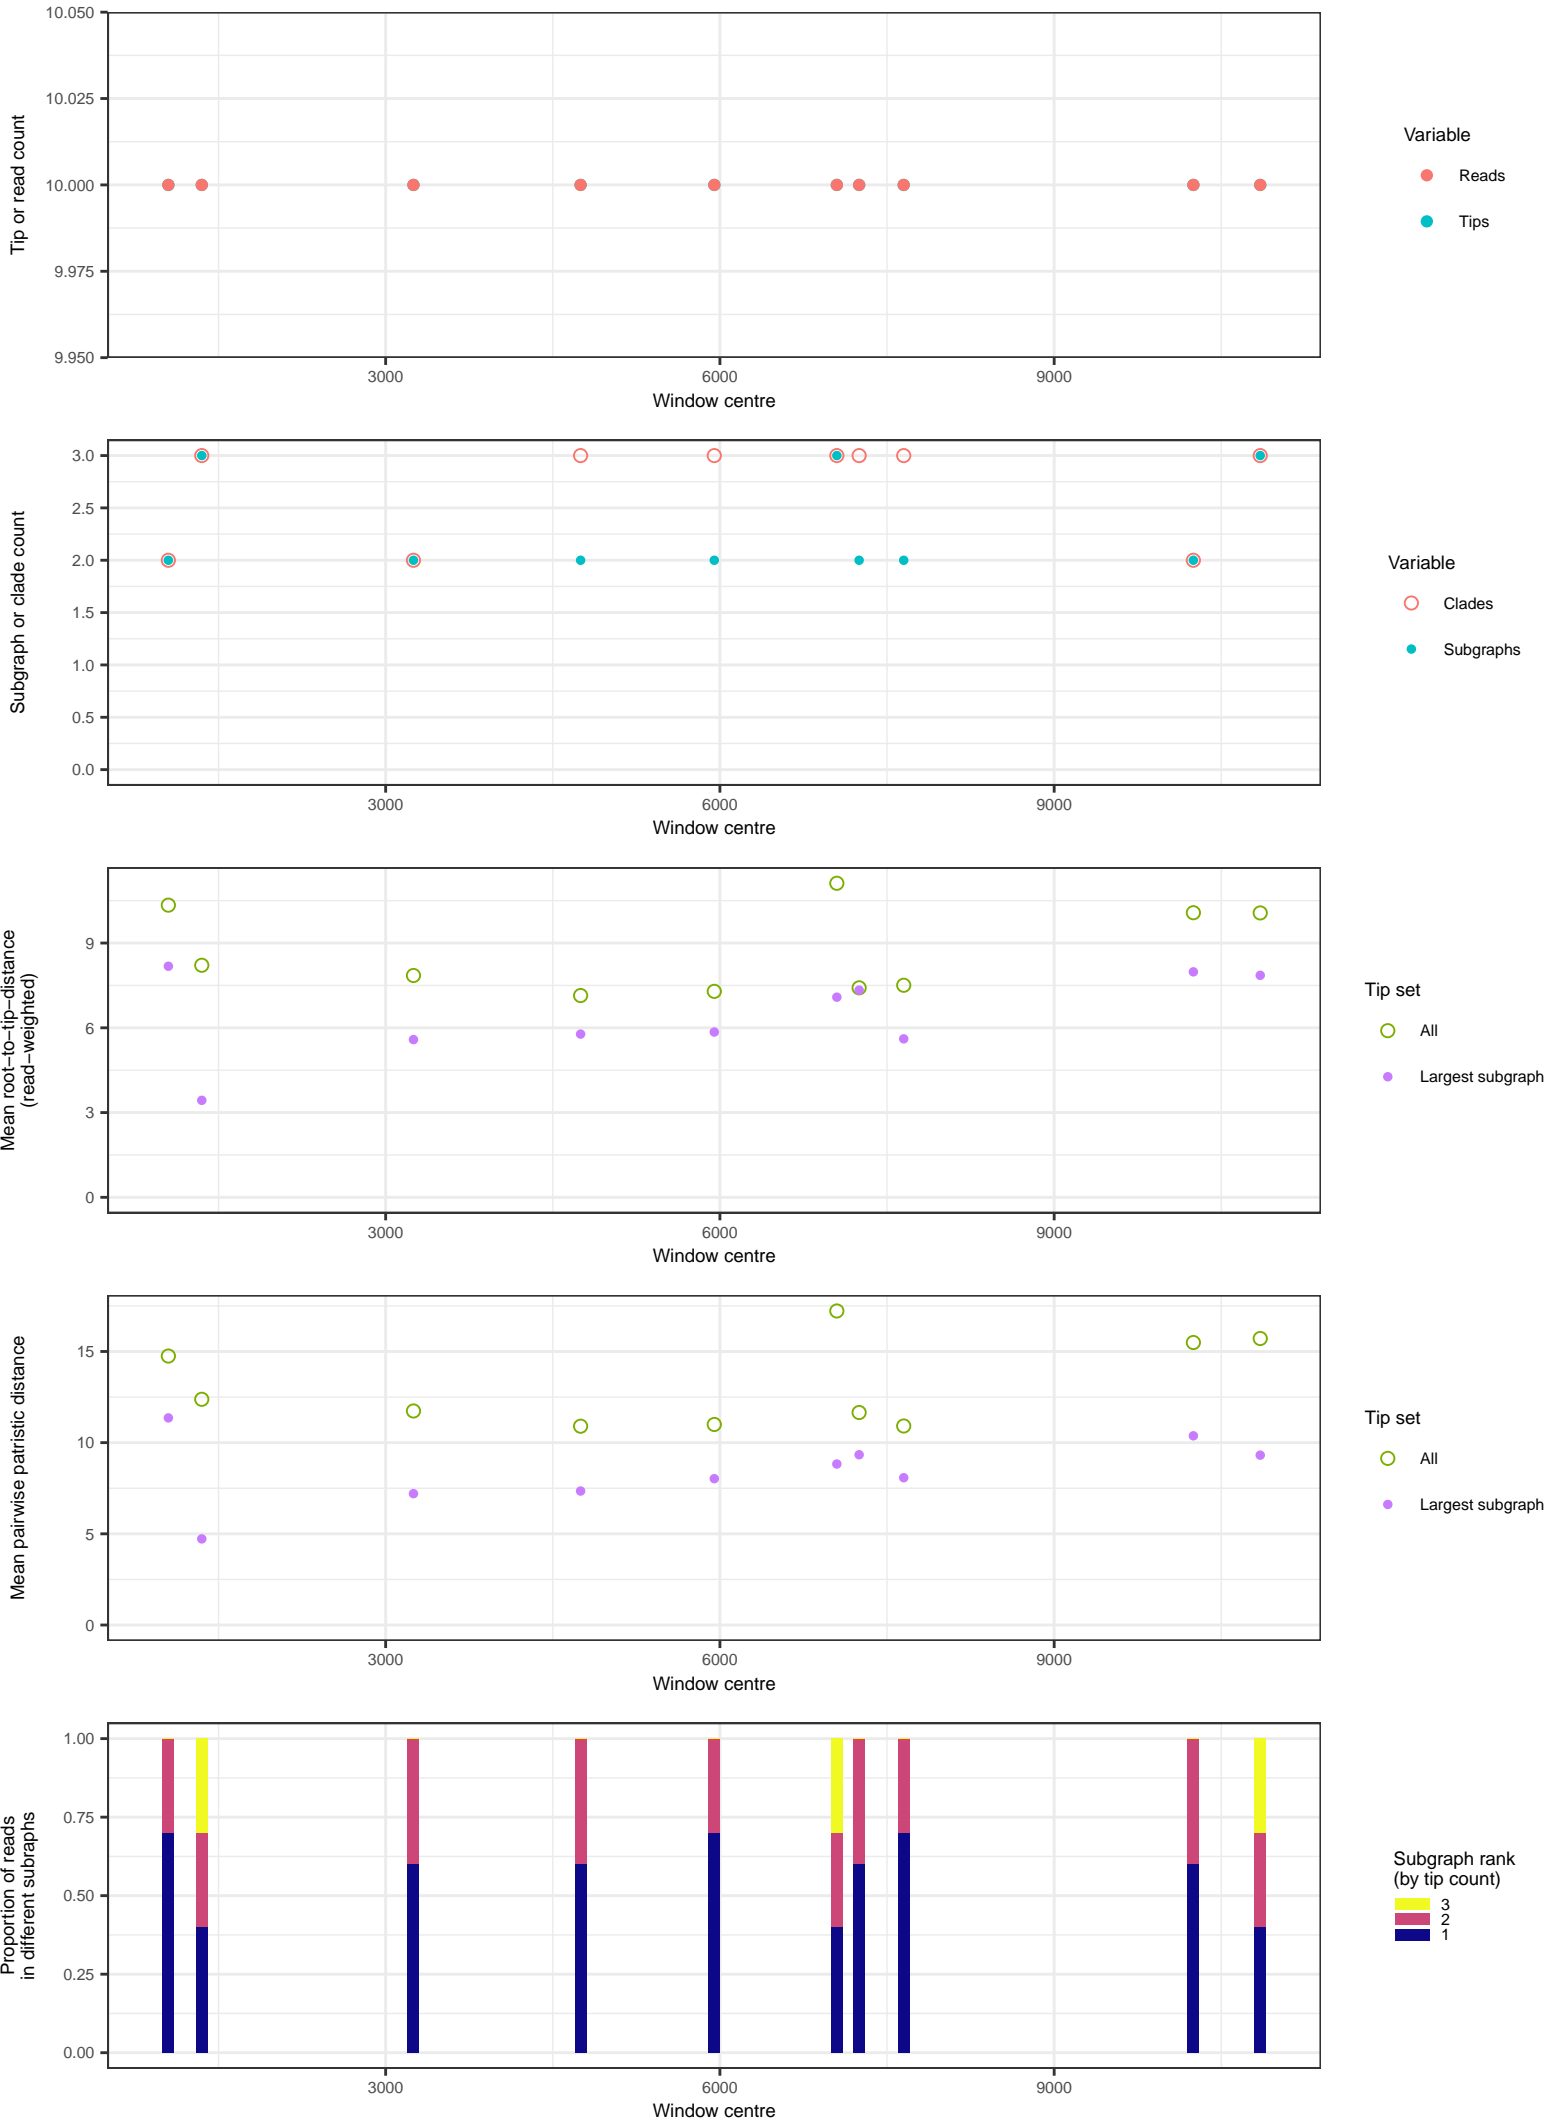 10.050
10.025
10.000
9.975
9.950
Tip or read count
3000
6000
9000
Window centre
Variable
Reads
Tips
3.0
2.5
2.0
1.5
1.0
0.5
0.0
Subgraph or clade count
3000
6000
9000
Window centre
Variable
Clades
Subgraphs
9
6
3
0
Mean root−to−tip−distance
(read−weighted)
3000
6000
9000
Window centre
Tip set
All
Largest subgraph
15
10
5
0
Mean pairwise patristic distance
3000
6000
9000
Window centre
Tip set
All
Largest subgraph
1.00
0.75
0.50
0.25
0.00
Proportion of reads
in different subraphs
3000
6000
9000
Window centre
Subgraph rank
(by tip count)
3
2
1